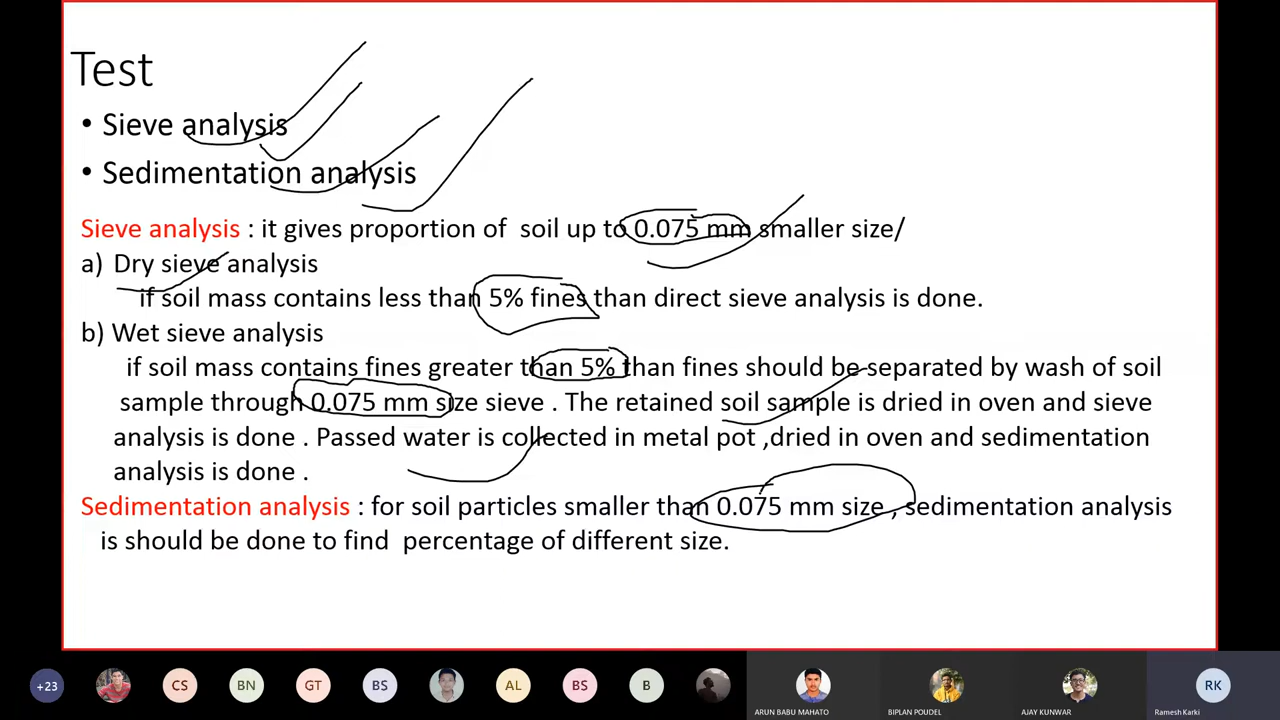 Test
• Sieve analysis
• Sedimentation analysis
Sieve analysis : it gives proportion of  soil up to 0.075 mm smaller size/
a) Dry sieve analysis
if soil mass contains less than 5% fines than direct sieve analysis is done.
b) Wet sieve analysis
if soil mass contains fines greater than 5% than fines should be separated by wash of soil
sample through 0.075 mm size sieve . The retained soil sample is dried in oven and sieve
analysis is done . Passed water is collected in metal pot ,dried in oven and sedimentation
analysis is done .
Sedimentation analysis : for soil particles smaller than 0.075 mm size , sedimentation analysis
is should be done to find  percentage of different size.
+23 CS BN GT BS AL BS B RK
ARUN BABU MAHATO BIPLAN POUDEL AJAY KUNWAR Ramesh Karki